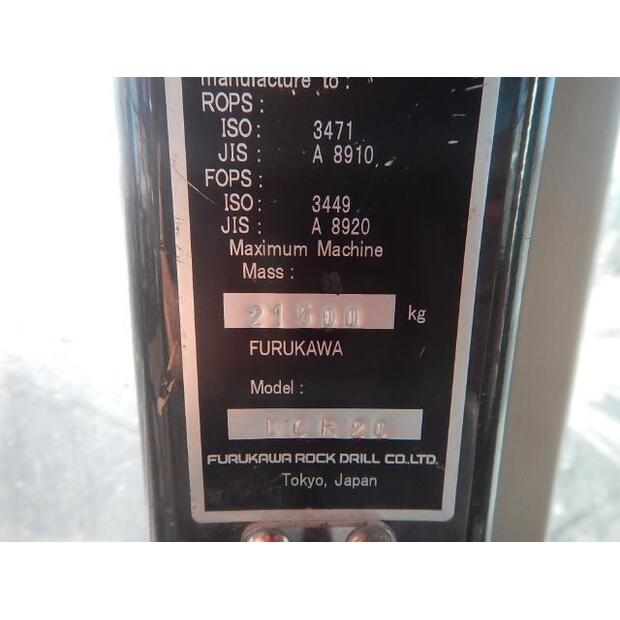 manufacture to :
ROPS :
ISO : 3471
JIS : A 8910
FOPS :
ISO : 3449
JIS : A 8920
Maximum Machine
Mass :
21500 kg
FURUKAWA
Model :
DCR20
FURUKAWA ROCK DRILL CO.,LTD.
Tokyo, Japan